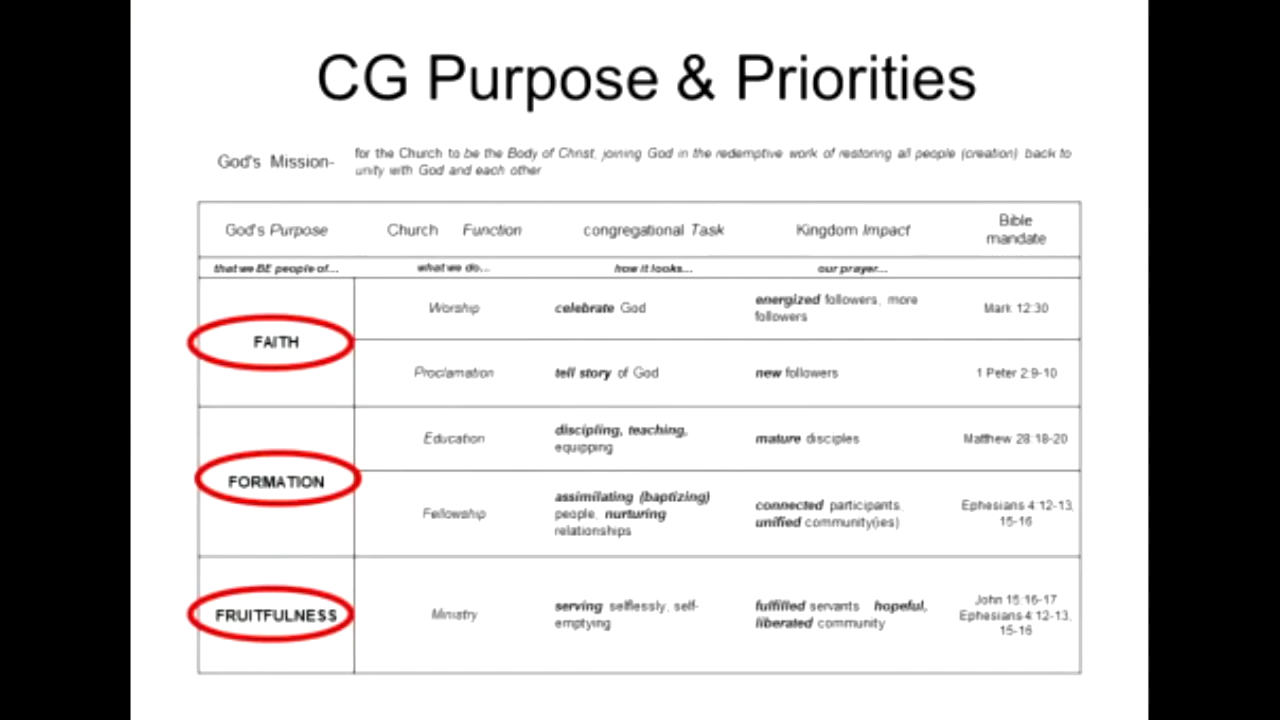 CG Purpose & Priorities
God's Mission-
for the Church to be the Body of Christ, joining God in the redemptive work of restoring all people (creation) back to
unity with God and each other
God's Purpose
Church Function
congregational Task
Kingdom Impact
Bible
mandate
that we BE people of...
what we do...
how it looks...
our prayer...
FAITH
Worship
celebrate God
energized followers, more
followers
Mark 12:30
Proclamation
tell story of God
new followers
1 Peter 2:9-10
FORMATION
Education
discipling, teaching,
equipping
mature disciples
Matthew 28:18-20
Fellowship
assimilating (baptizing)
people, nurturing
relationships
connected participants,
unified community(ies)
Ephesians 4:12-13,
15-16
FRUITFULNESS
Ministry
serving selflessly, self-
emptying
fulfilled servants hopeful,
liberated community
John 15:16-17
Ephesians 4:12-13,
15-16